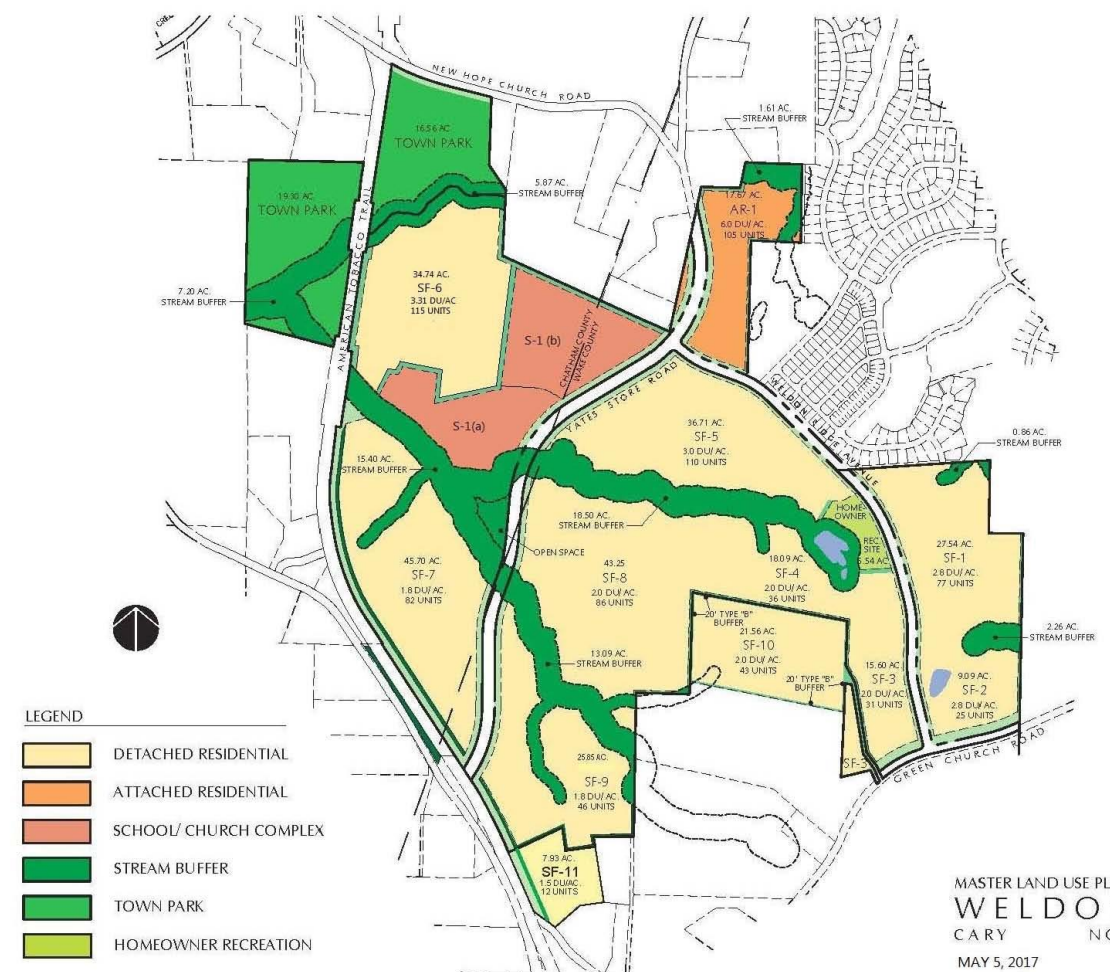 NEW HOPE CHURCH ROAD
1.61 AC.
STREAM BUFFER
16.56 AC.
TOWN PARK
5.87 AC.
STREAM BUFFER
19.30 AC.
TOWN PARK
17.67 AC.
AR-1
6.0 DU/ AC.
105 UNITS
AMERICAN TOBACCO TRAIL
7.20 AC.
STREAM BUFFER
34.74 AC.
SF-6
3.31 DU/AC
115 UNITS
S-1 (b)
CHATHAM COUNTY
WAKE COUNTY
YATES STORE ROAD
WELDON RIDGE AVENUE
S-1(a)
36.71 AC.
SF-5
3.0 DU/ AC.
110 UNITS
0.86 AC.
STREAM BUFFER
15.40 AC.
STREAM BUFFER
18.50 AC.
STREAM BUFFER
HOME-
OWNER
REC
SITE
5.54 AC
OPEN SPACE
27.54 AC.
SF-1
2.8 DU/ AC.
77 UNITS
45.70 AC.
SF-7
1.8 DU/ AC.
82 UNITS
43.25
SF-8
2.0 DU/ AC.
86 UNITS
18.09 AC.
SF-4
2.0 DU/ AC.
36 UNITS
20' TYPE "B"
BUFFER
21.56 AC.
SF-10
2.0 DU/ AC.
43 UNITS
2.26 AC.
STREAM BUFFER
13.09 AC.
STREAM BUFFER
20' TYPE "B"
BUFFER
15.60 AC.
SF-3
2.0 DU/ AC.
31 UNITS
9.09 AC.
SF-2
2.8 DU/ AC.
25 UNITS
SF-3
GREEN CHURCH ROAD
25.85 AC.
SF-9
1.8 DU/ AC.
46 UNITS
7.93 AC.
SF-11
1.5 DU/AC.
12 UNITS
LEGEND
DETACHED RESIDENTIAL
ATTACHED RESIDENTIAL
SCHOOL/ CHURCH COMPLEX
STREAM BUFFER
TOWN PARK
HOMEOWNER RECREATION
MASTER LAND USE PL
WELDO
CARY NC
MAY 5, 2017